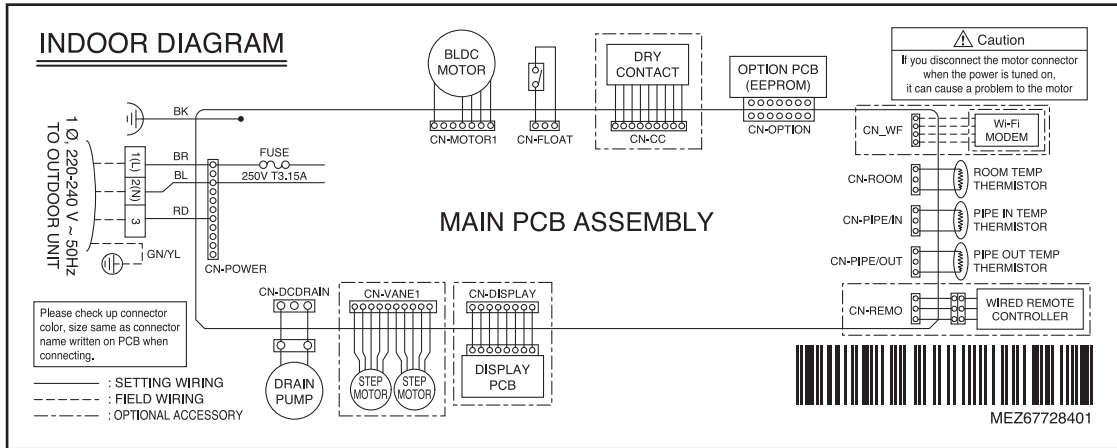 INDOOR DIAGRAM
BLDC
MOTOR
CN-MOTOR1
CN-FLOAT
DRY
CONTACT
CN-CC
OPTION PCB
(EEPROM)
CN-OPTION
Caution
If you disconnect the motor connector
when the power is tuned on,
it can cause a problem to the motor
CN_WF
Wi-Fi
MODEM
CN-ROOM
ROOM TEMP
THERMISTOR
CN-PIPE/IN
PIPE IN TEMP
THERMISTOR
CN-PIPE/OUT
PIPE OUT TEMP
THERMISTOR
CN-REMO
WIRED REMOTE
CONTROLLER
1 Ø, 220-240 V ~ 50Hz
TO OUTDOOR UNIT
BK
1(L)
BR
FUSE
250V T3.15A
2(N)
BL
3
RD
GN/YL
CN-POWER
MAIN PCB ASSEMBLY
CN-DCDRAIN
DRAIN
PUMP
CN-VANE1
STEP
MOTOR
STEP
MOTOR
CN-DISPLAY
DISPLAY
PCB
Please check up connector
color, size same as connector
name written on PCB when
connecting.
: SETTING WIRING
: FIELD WIRING
: OPTIONAL ACCESSORY
MEZ67728401